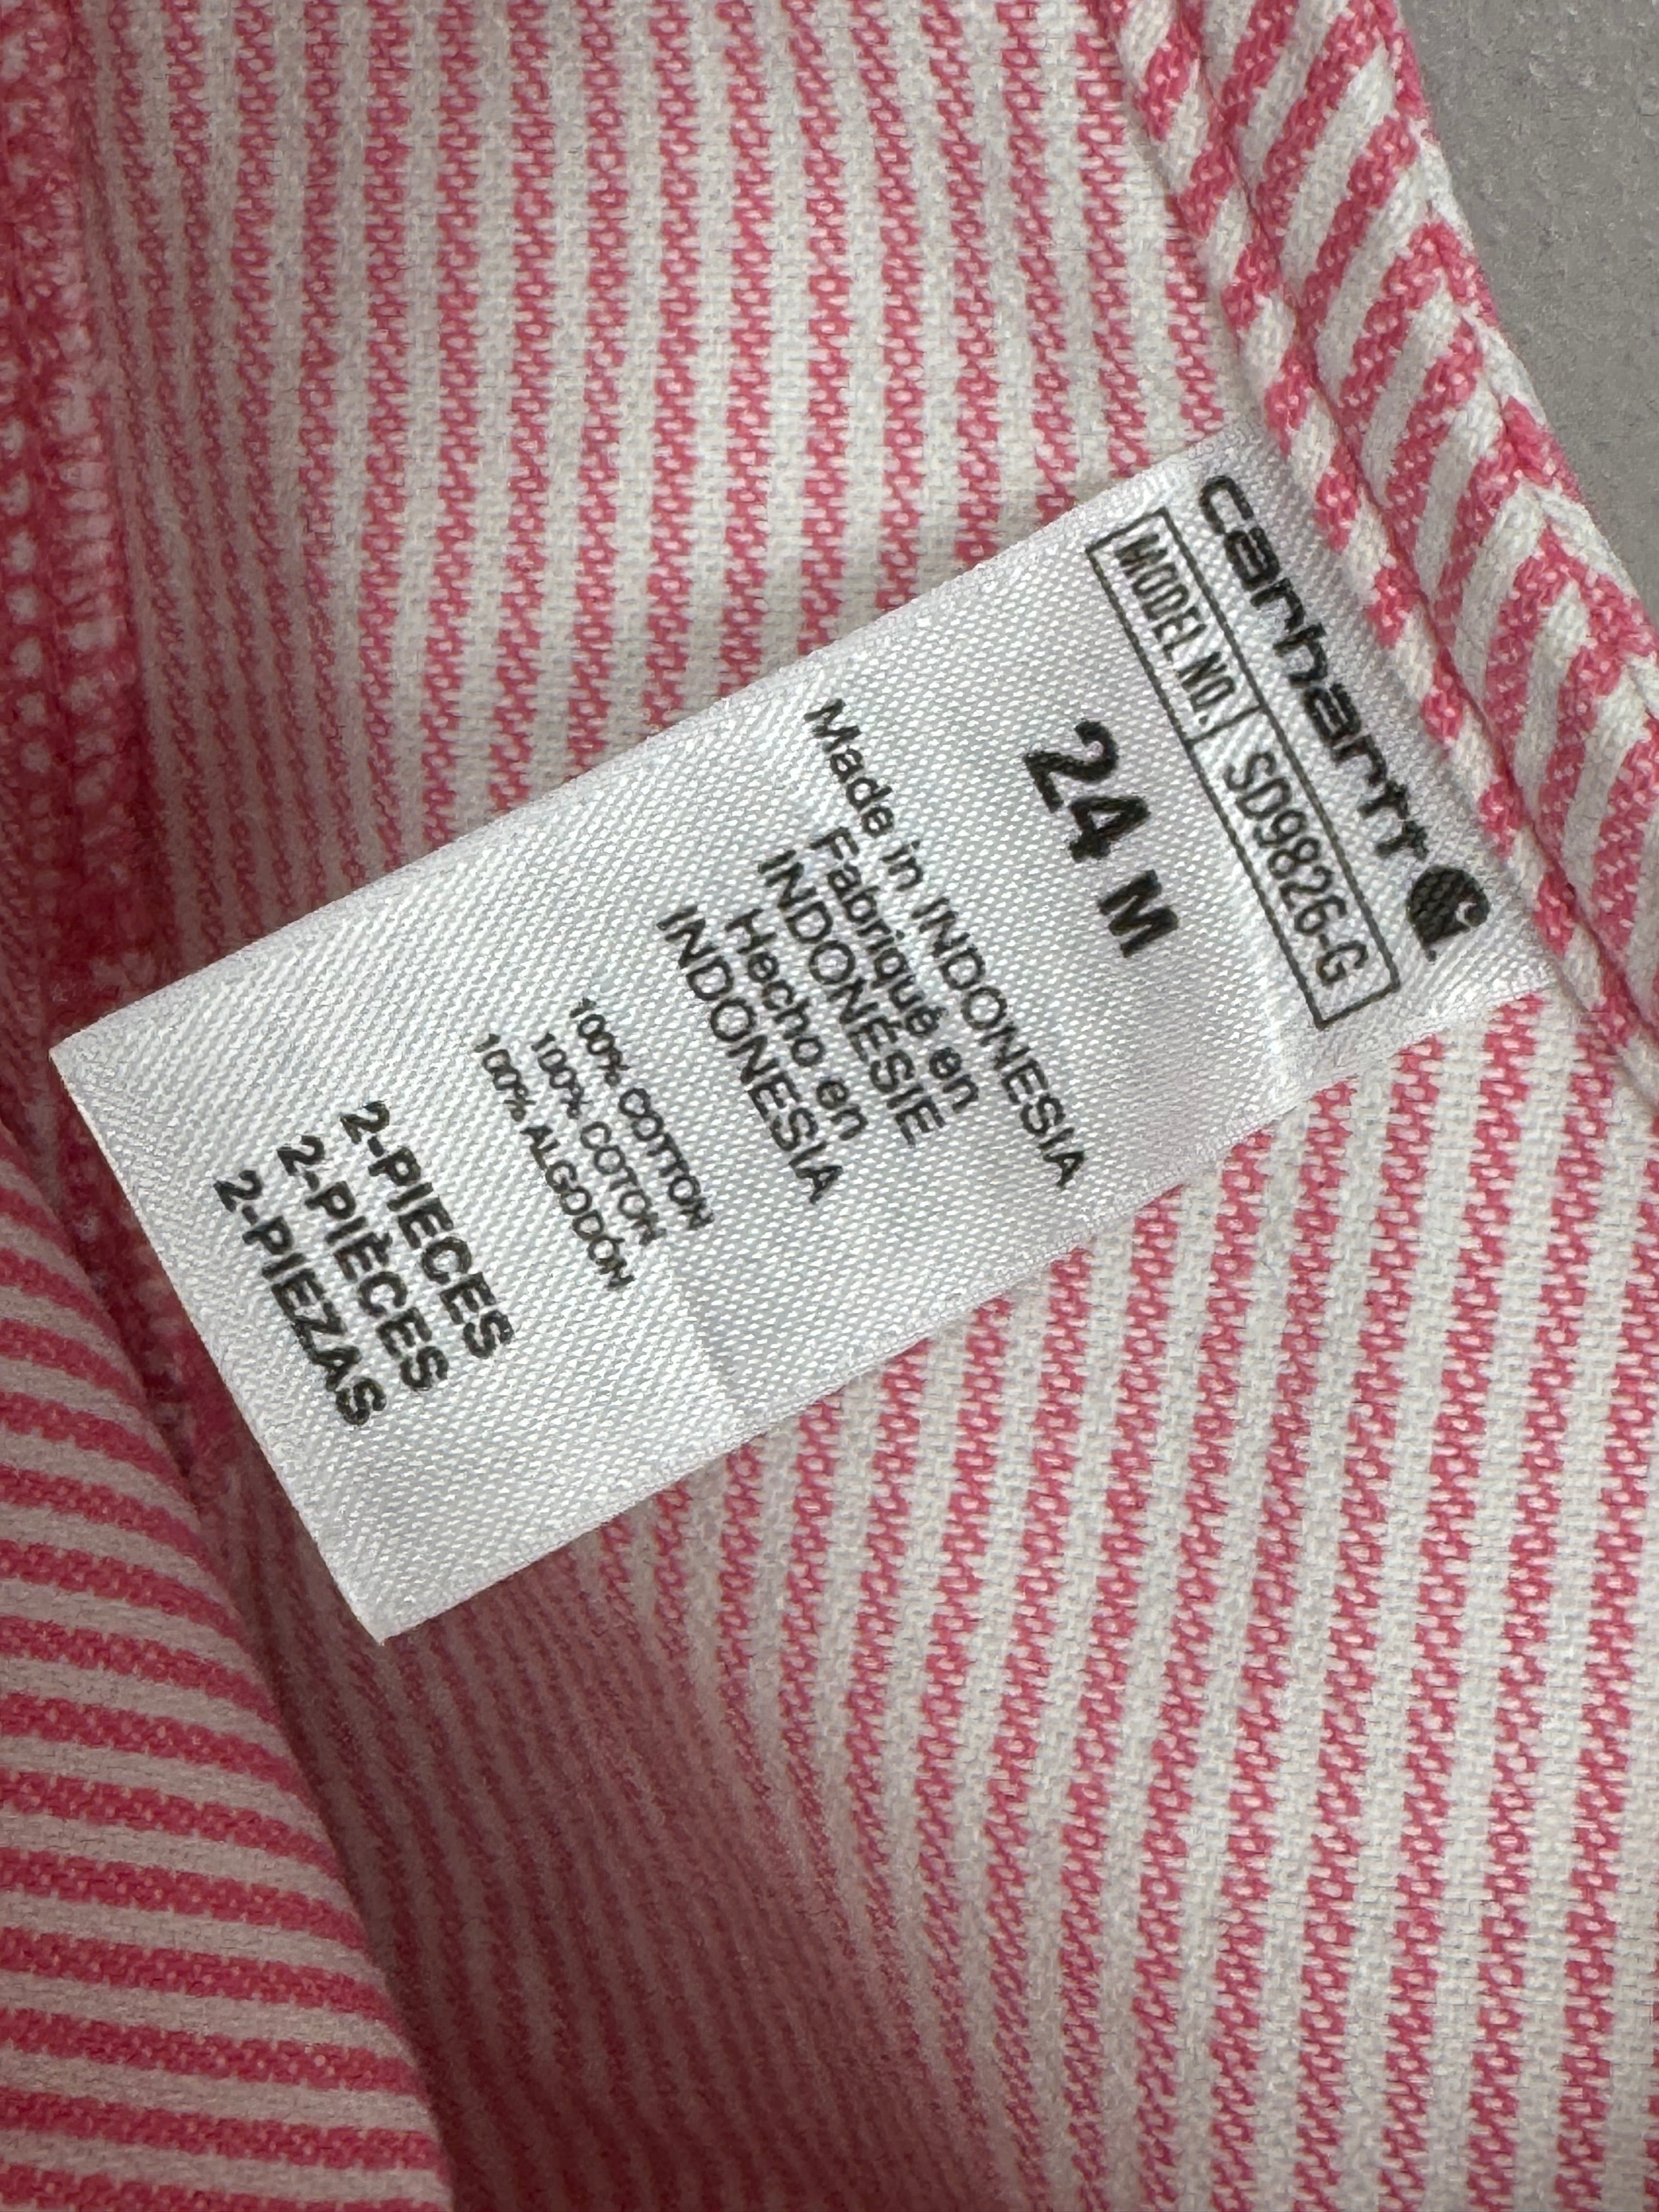 carhartt
MODEL NO. SD9826-G
24 M
Made in INDONESIA
Fabriqué en
INDONÉSIE
Hecho en
INDONESIA
100% COTTON
100% COTON
100% ALGODÓN
2-PIECES
2-PIÈCES
2-PIEZAS